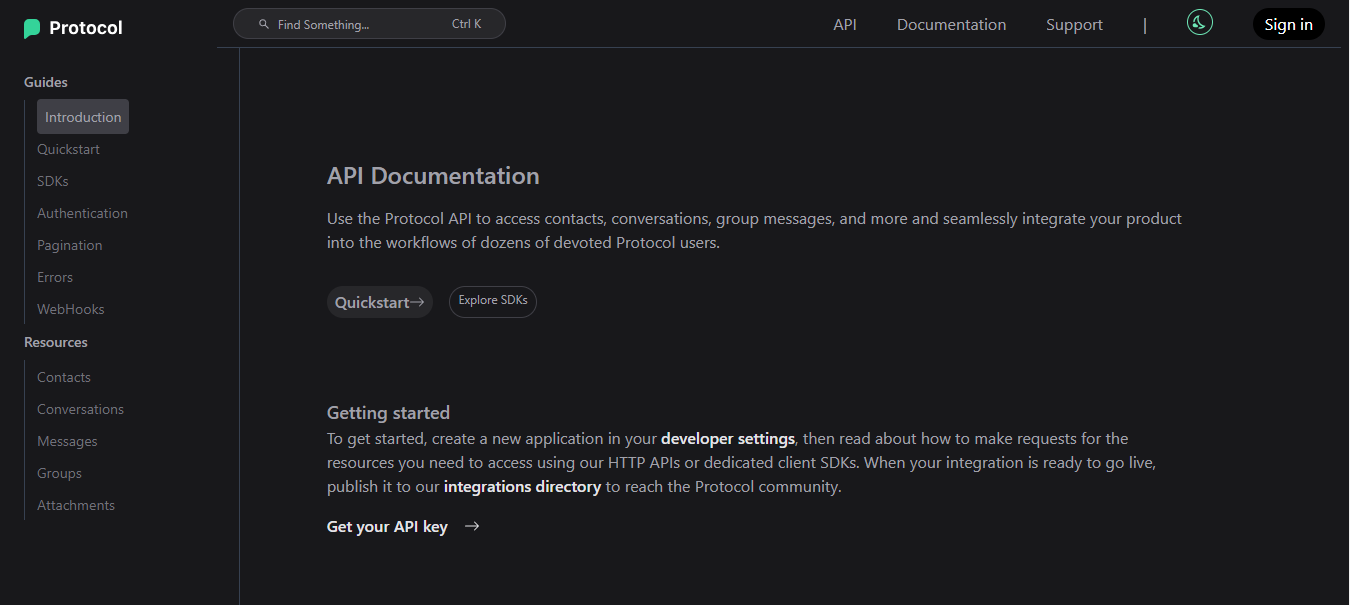 Protocol
Find Something... Ctrl K
API Documentation Support | Sign in
Guides
Introduction
Quickstart
SDKs
Authentication
Pagination
Errors
WebHooks
Resources
Contacts
Conversations
Messages
Groups
Attachments
API Documentation
Use the Protocol API to access contacts, conversations, group messages, and more and seamlessly integrate your product
into the workflows of dozens of devoted Protocol users.
Quickstart→ Explore SDKs
Getting started
To get started, create a new application in your developer settings, then read about how to make requests for the
resources you need to access using our HTTP APIs or dedicated client SDKs. When your integration is ready to go live,
publish it to our integrations directory to reach the Protocol community.
Get your API key →